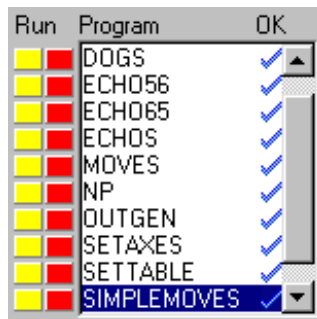 Run Program OK
DOGS
ECHO56
ECHO65
ECHOS
MOVES
NP
OUTGEN
SETAXES
SETTABLE
SIMPLEMOVES